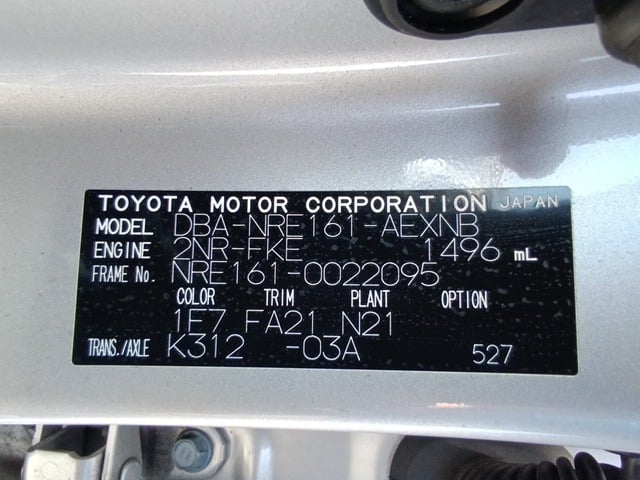 TOYOTA MOTOR CORPORATION JAPAN
MODEL DBA-NRE161-AEXNB
ENGINE 2NR-FKE 1496 mL
FRAME No. NRE161-0022095
COLOR TRIM PLANT OPTION
1F7 FA21 N21
TRANS./AXLE K312 -03A 527